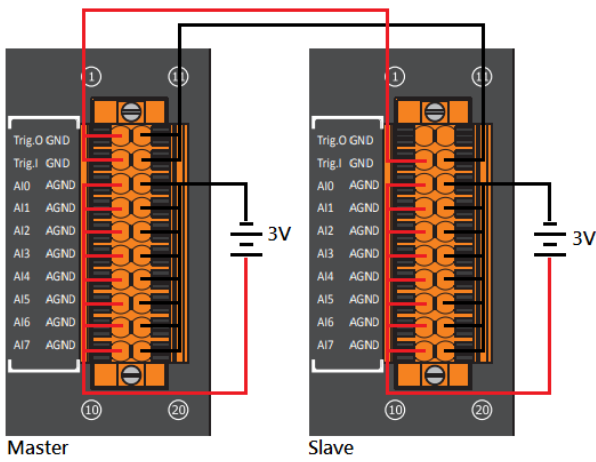 1 11 1 11
Trig.O GND Trig.O GND
Trig.I GND Trig.I GND
AI0 AGND AI0 AGND
AI1 AGND AI1 AGND
AI2 AGND 3V AI2 AGND 3V
AI3 AGND AI3 AGND
AI4 AGND AI4 AGND
AI5 AGND AI5 AGND
AI6 AGND AI6 AGND
AI7 AGND AI7 AGND
10 20 10 20
Master Slave